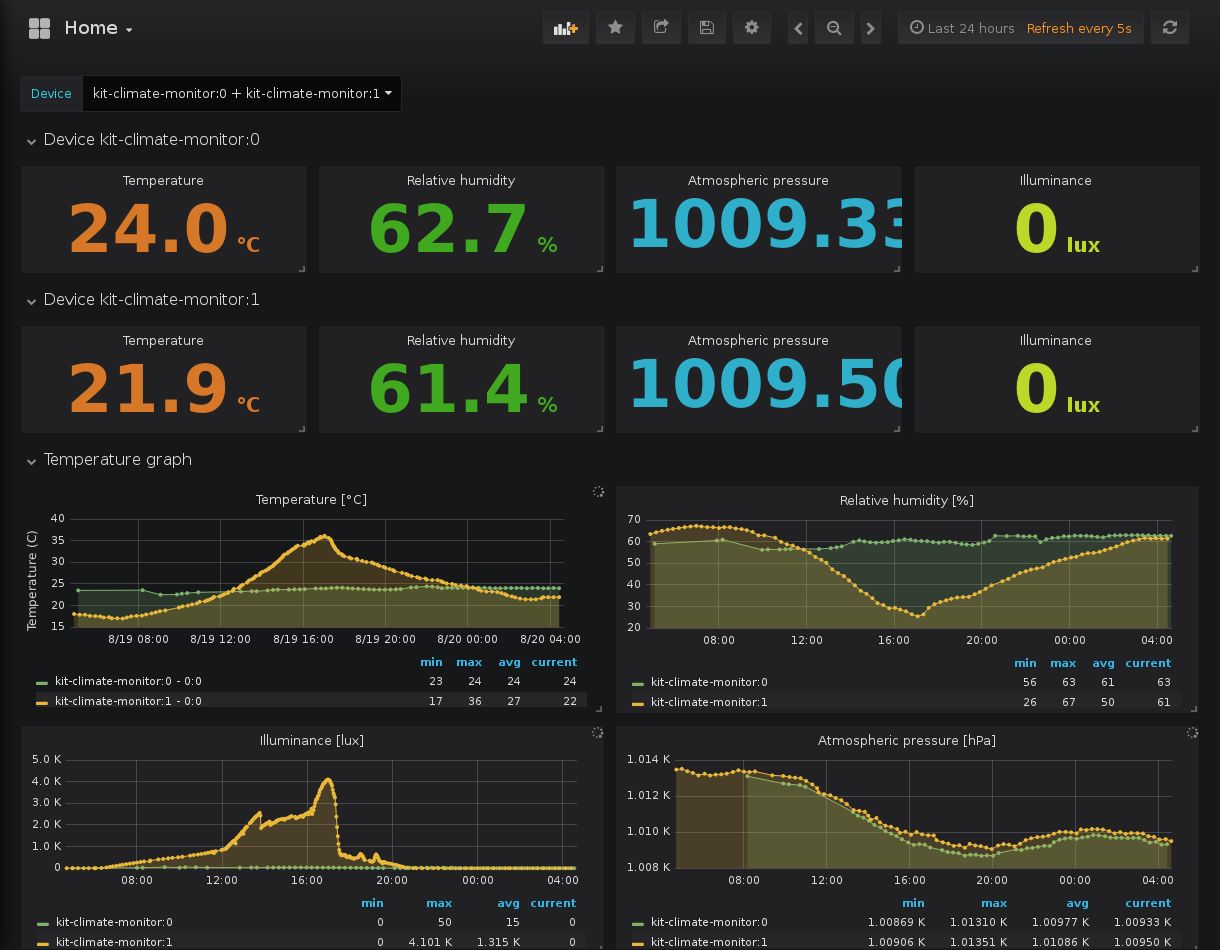 Home
Last 24 hours Refresh every 5s
Device kit-climate-monitor:0 + kit-climate-monitor:1
Device kit-climate-monitor:0
Temperature Relative humidity Atmospheric pressure Illuminance
24.0 °C 62.7 % 1009.33 0 lux
Device kit-climate-monitor:1
Temperature Relative humidity Atmospheric pressure Illuminance
21.9 °C 61.4 % 1009.50 0 lux
Temperature graph
Temperature [°C]
Temperature (C)
40
35
30
25
20
15
8/19 08:00 8/19 12:00 8/19 16:00 8/19 20:00 8/20 00:00 8/20 04:00
min max avg current
kit-climate-monitor:0 - 0:0 23 24 24 24
kit-climate-monitor:1 - 0:0 17 36 27 22
Relative humidity [%]
70
60
50
40
30
20
08:00 12:00 16:00 20:00 00:00 04:00
min max avg current
kit-climate-monitor:0 56 63 61 63
kit-climate-monitor:1 26 67 50 61
Illuminance [lux]
5.0 K
4.0 K
3.0 K
2.0 K
1.0 K
0
08:00 12:00 16:00 20:00 00:00 04:00
min max avg current
kit-climate-monitor:0 0 50 15 0
kit-climate-monitor:1 0 4.101 K 1.315 K 0
Atmospheric pressure [hPa]
1.014 K
1.012 K
1.010 K
1.008 K
08:00 12:00 16:00 20:00 00:00 04:00
min max avg current
kit-climate-monitor:0 1.00869 K 1.01310 K 1.00977 K 1.00933 K
kit-climate-monitor:1 1.00906 K 1.01351 K 1.01086 K 1.00950 K